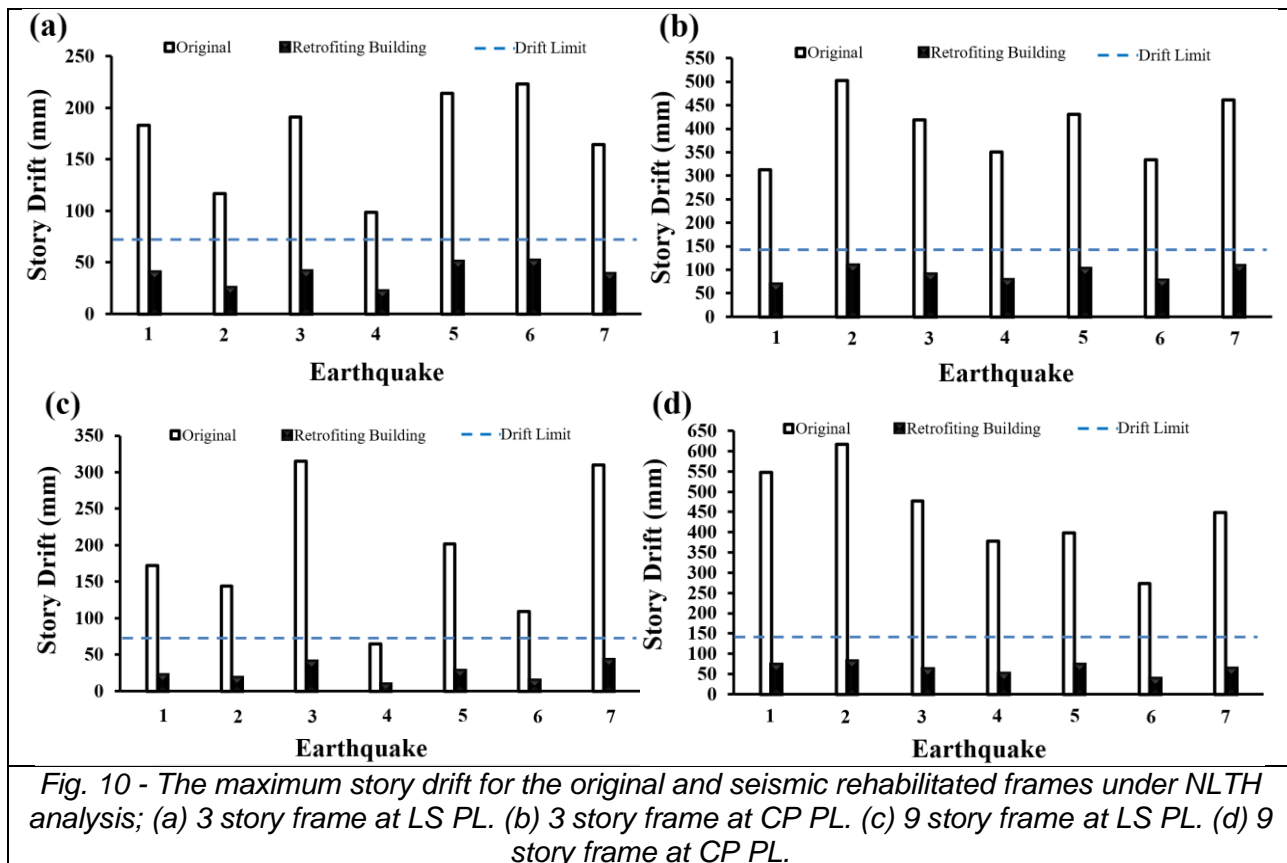 (a)
Original Retrofiting Building Drift Limit
250
200
150
100
50
0
Story Drift (mm)
1 2 3 4 5 6 7
Earthquake
(b)
Original Retrofiting Building Drift Limit
550
500
450
400
350
300
250
200
150
100
50
0
Story Drift (mm)
1 2 3 4 5 6 7
Earthquake
(c)
Original Retrofiting Building Drift Limit
350
300
250
200
150
100
50
0
Story Drift (mm)
1 2 3 4 5 6 7
Earthquake
(d)
Original Retrofiting Building Drift Limit
650
600
550
500
450
400
350
300
250
200
150
100
50
0
Story Drift (mm)
1 2 3 4 5 6 7
Earthquake
Fig. 10 - The maximum story drift for the original and seismic rehabilitated frames under NLTH
analysis; (a) 3 story frame at LS PL. (b) 3 story frame at CP PL. (c) 9 story frame at LS PL. (d) 9
story frame at CP PL.